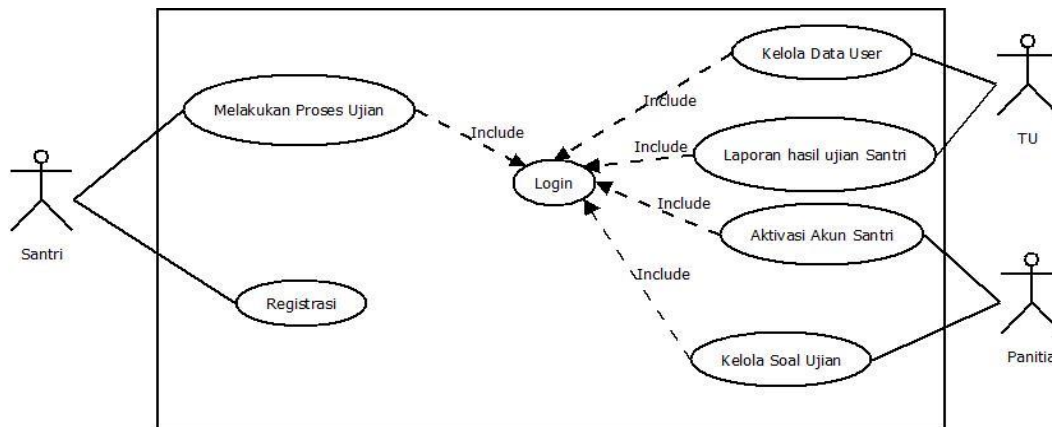 Kelola Data User
Melakukan Proses Ujian
Include
Include
TU
Include
Laporan hasil ujian Santri
Login
Include
Aktivasi Akun Santri
Santri
Include
Registrasi
Kelola Soal Ujian
Panitia